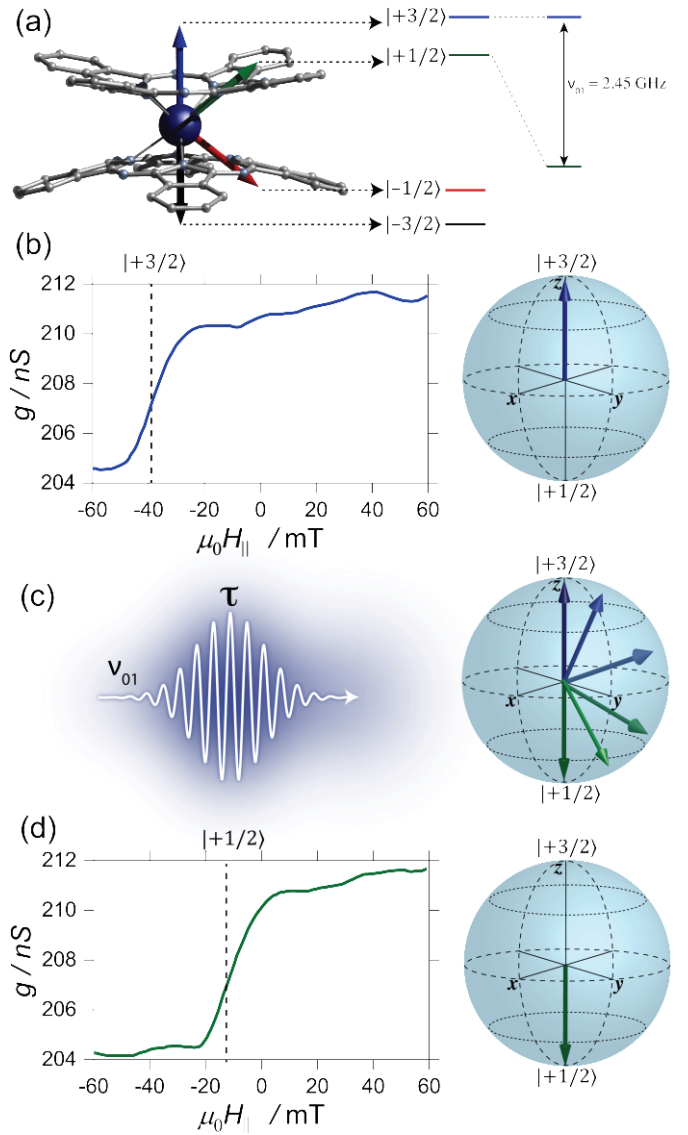 (a)
|+3/2⟩
|+1/2⟩
ν01 = 2.45 GHz
|−1/2⟩
|−3/2⟩
(b)
|+3/2⟩
212
210
207
206
204
-60 -40 -20 0 20 40 60
g / nS
μ0H|| / mT
|+3/2⟩
z
x y
|+1/2⟩
(c)
τ
ν01
|+3/2⟩
z
x y
|+1/2⟩
(d)
|+1/2⟩
212
210
208
206
204
-60 -40 -20 0 20 40 60
g / nS
μ0H|| / mT
|+3/2⟩
z
x y
|+1/2⟩